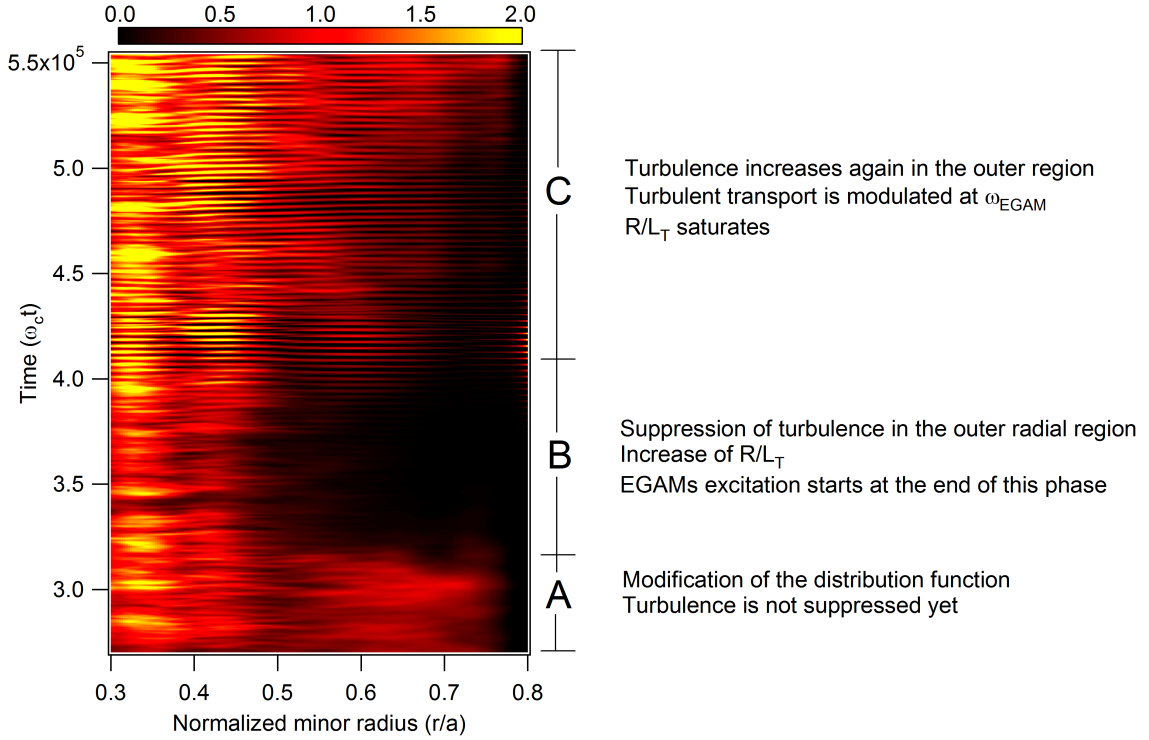 0.0 0.5 1.0 1.5 2.0
5.5x10⁵
5.0
4.5
4.0
3.5
3.0
Time (ω_c t)
0.3 0.4 0.5 0.6 0.7 0.8
Normalized minor radius (r/a)
C
Turbulence increases again in the outer region
Turbulent transport is modulated at ω_EGAM
R/L_T saturates
B
Suppression of turbulence in the outer radial region
Increase of R/L_T
EGAMs excitation starts at the end of this phase
A
Modification of the distribution function
Turbulence is not suppressed yet